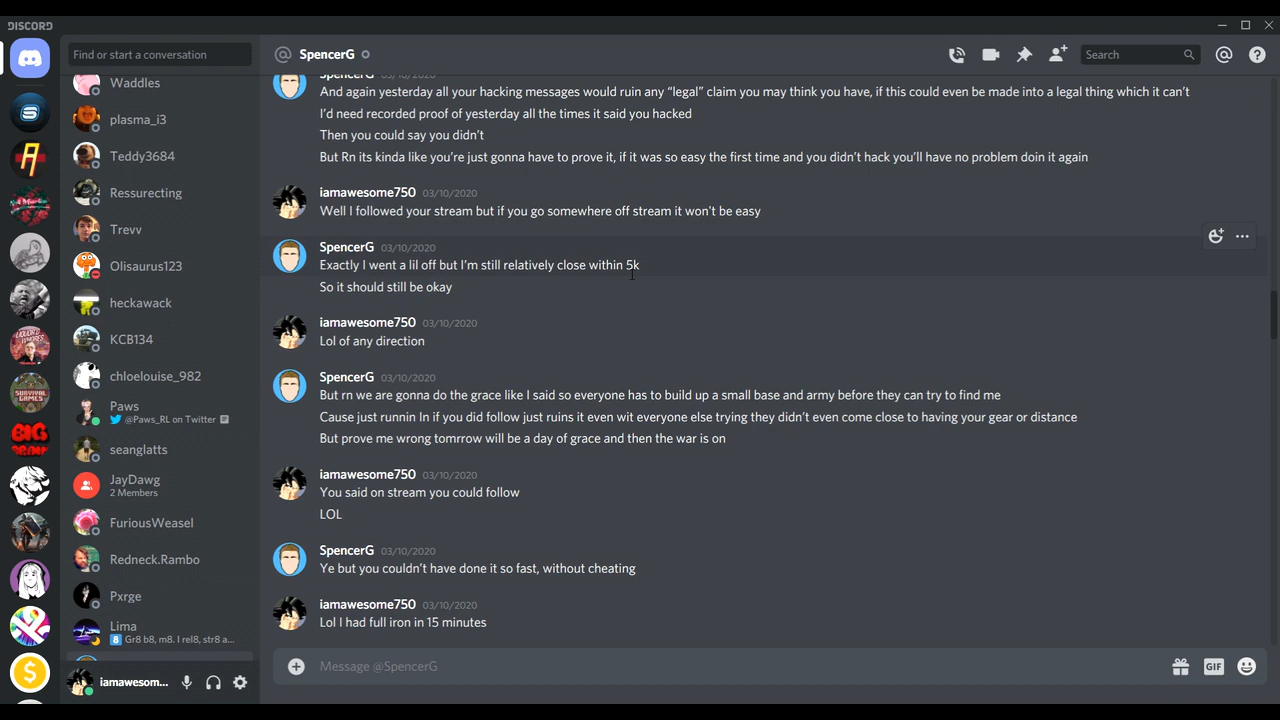 DISCORD
Find or start a conversation
SpencerG
Search
Waddles
plasma_i3
Teddy3684
Ressurecting
Trevv
Olisaurus123
heckawack
KCB134
chloelouise_982
Paws
@Paws_RL on Twitter
seanglatts
JayDawg
2 Members
FuriousWeasel
Redneck.Rambo
Pxrge
Lima
8 Gr8 b8, m8. I rel8, str8 a...
iamawesom...
SpencerG 03/10/2020
And again yesterday all your hacking messages would ruin any “legal” claim you may think you have, if this could even be made into a legal thing which it can’t
I’d need recorded proof of yesterday all the times it said you hacked
Then you could say you didn’t
But Rn its kinda like you’re just gonna have to prove it, if it was so easy the first time and you didn’t hack you’ll have no problem doin it again
iamawesome750 03/10/2020
Well I followed your stream but if you go somewhere off stream it won't be easy
SpencerG 03/10/2020
Exactly I went a lil off but I’m still relatively close within 5k
So it should still be okay
iamawesome750 03/10/2020
Lol of any direction
SpencerG 03/10/2020
But rn we are gonna do the grace like I said so everyone has to build up a small base and army before they can try to find me
Cause just runnin In if you did follow just ruins it even wit everyone else trying they didn’t even come close to having your gear or distance
But prove me wrong tomrrow will be a day of grace and then the war is on
iamawesome750 03/10/2020
You said on stream you could follow
LOL
SpencerG 03/10/2020
Ye but you couldn’t have done it so fast, without cheating
iamawesome750 03/10/2020
Lol I had full iron in 15 minutes
Message @SpencerG
GIF